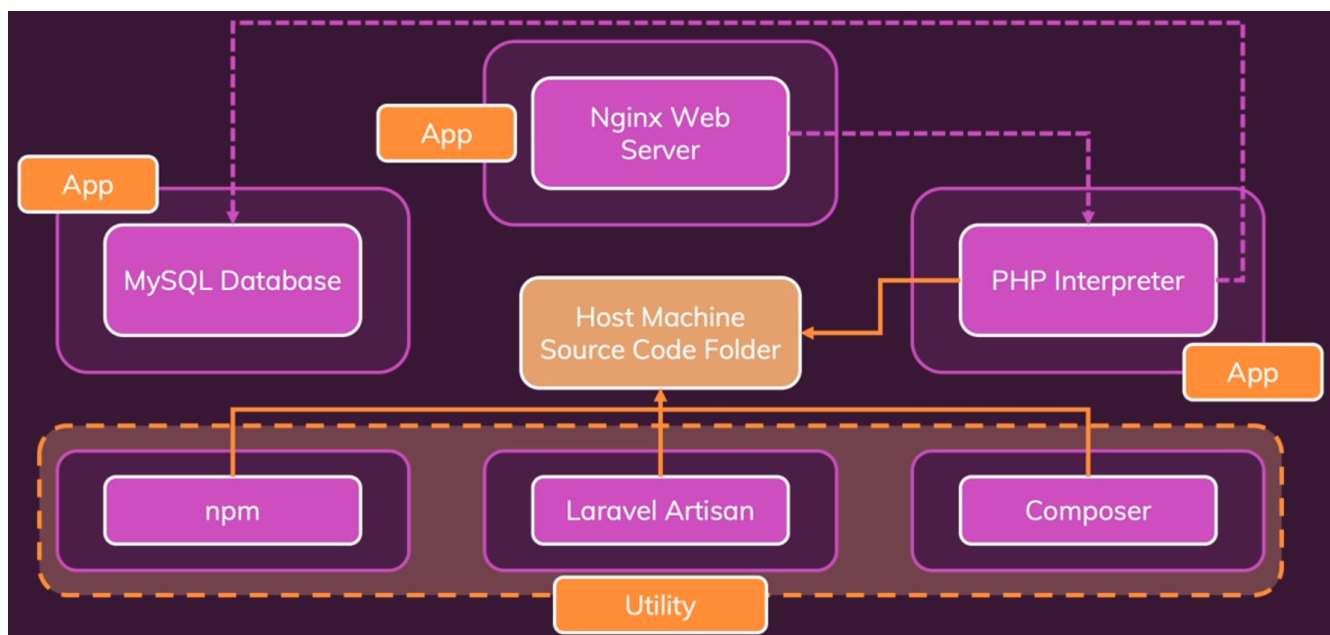 Nginx Web
Server
App
App
MySQL Database
PHP Interpreter
Host Machine
Source Code Folder
App
npm
Laravel Artisan
Composer
Utility